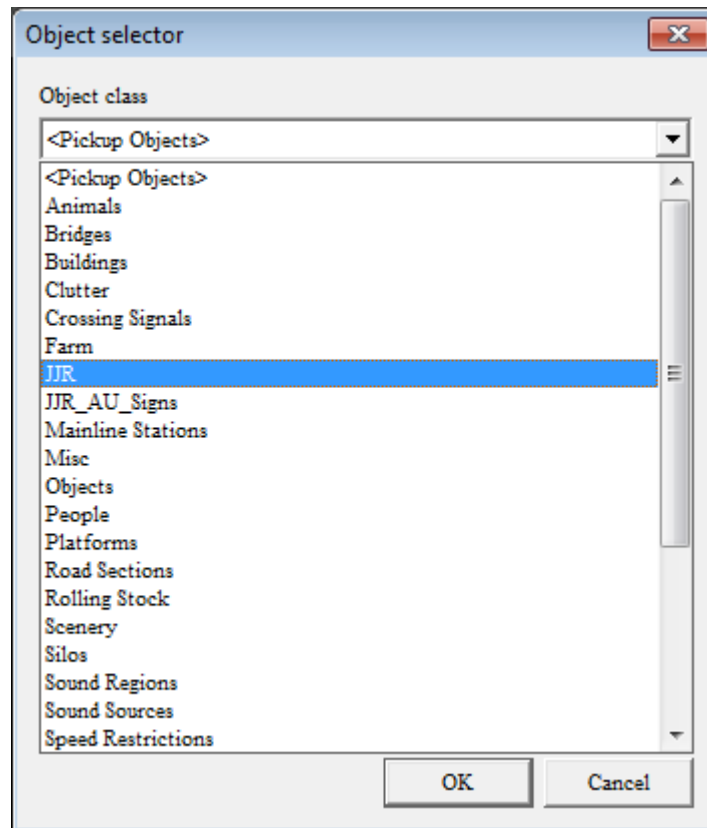 Object selector
Object class
<Pickup Objects>
<Pickup Objects>
Animals
Bridges
Buildings
Clutter
Crossing Signals
Farm
JJR
JJR_AU_Signs
Mainline Stations
Misc
Objects
People
Platforms
Road Sections
Rolling Stock
Scenery
Silos
Sound Regions
Sound Sources
Speed Restrictions
OK Cancel